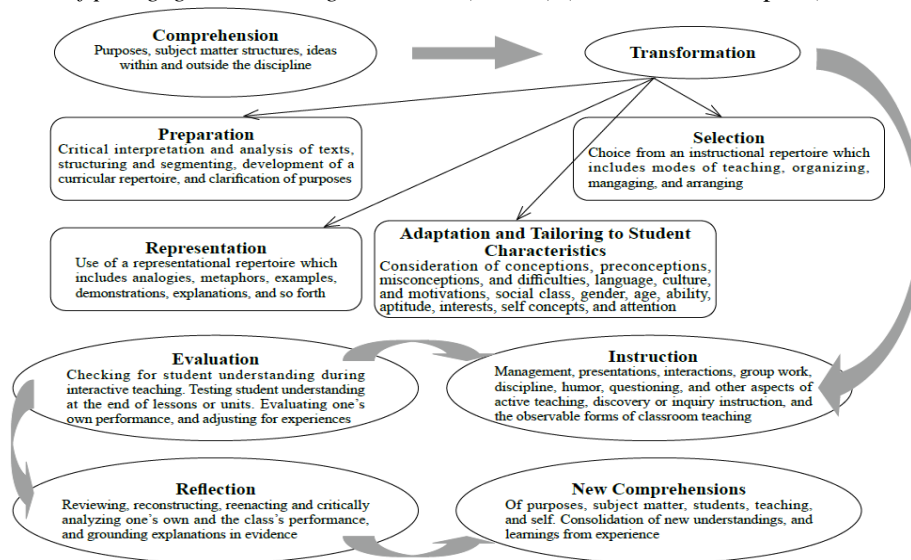 Comprehension
Purposes, subject matter structures, ideas
within and outside the discipline
Transformation
Preparation
Critical interpretation and analysis of texts,
structuring and segmenting, development of a
curricular repertoire, and clarification of purposes
Selection
Choice from an instructional repertoire which
includes modes of teaching, organizing,
mangaging, and arranging
Representation
Use of a representational repertoire which
includes analogies, metaphors, examples,
demonstrations, explanations, and so forth
Adaptation and Tailoring to Student
Characteristics
Consideration of conceptions, preconceptions,
misconceptions, and difficulties, language, culture,
and motivations, social class, gender, age, ability,
aptitude, interests, self concepts, and attention
Evaluation
Checking for student understanding during
interactive teaching. Testing student understanding
at the end of lessons or units. Evaluating one's
own performance, and adjusting for experiences
Instruction
Management, presentations, interactions, group work,
discipline, humor, questioning, and other aspects of
active teaching, discovery or inquiry instruction, and
the observable forms of classroom teaching
Reflection
Reviewing, reconstructing, reenacting and critically
analyzing one's own and the class's performance,
and grounding explanations in evidence
New Comprehensions
Of purposes, subject matter, students, teaching,
and self. Consolidation of new understandings, and
learnings from experience